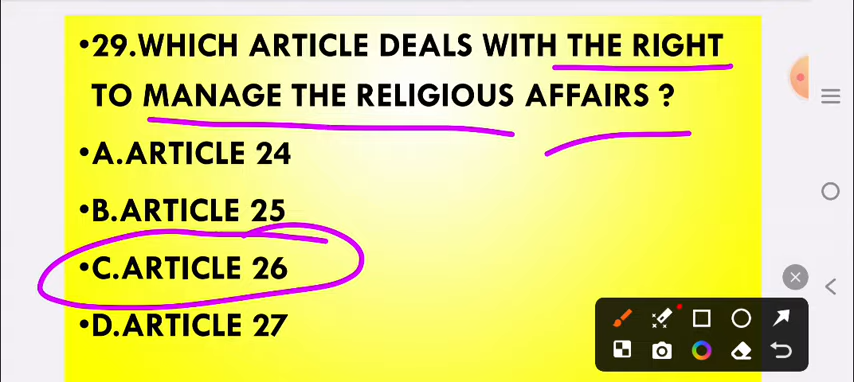 •29.WHICH ARTICLE DEALS WITH THE RIGHT
TO MANAGE THE RELIGIOUS AFFAIRS ?
•A.ARTICLE 24
•B.ARTICLE 25
•C.ARTICLE 26
•D.ARTICLE 27